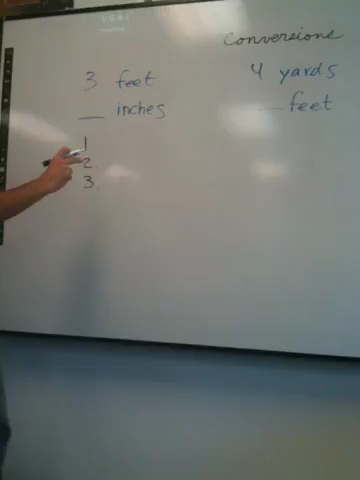 conversions
3 feet
__ inches
1
2
3
4 yards
__ feet